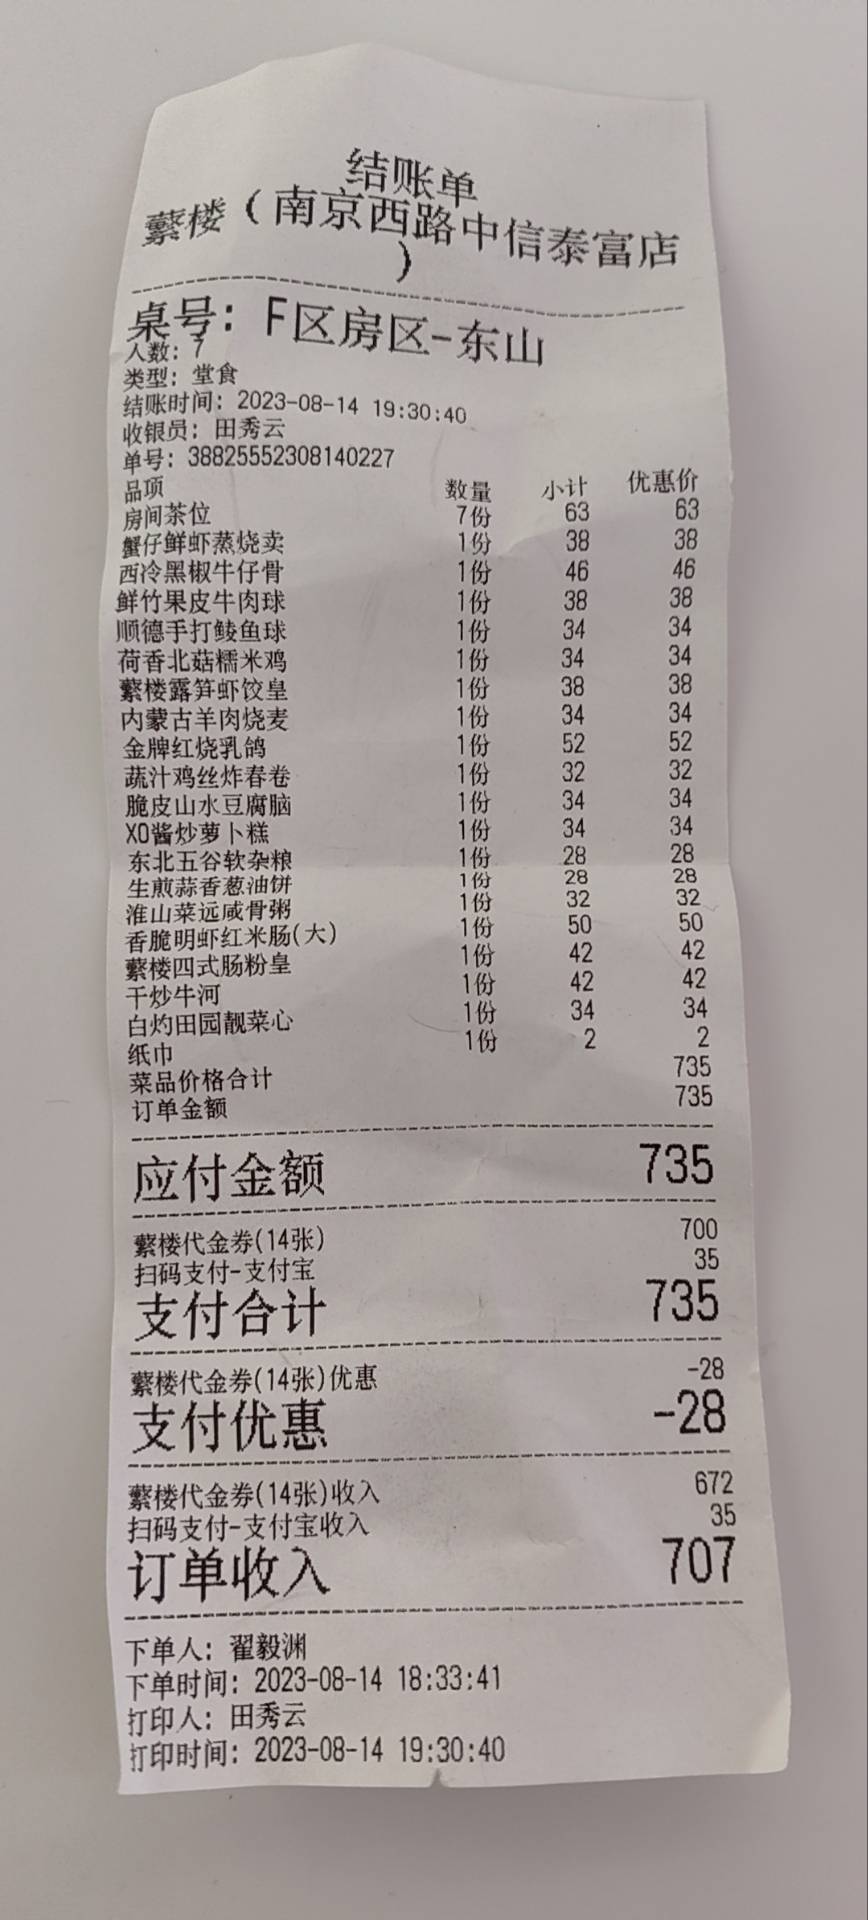 结账单
蘩楼（南京西路中信泰富店
）
桌号: F区房区-东山
人数: 7
类型: 堂食
结账时间: 2023-08-14 19:30:40
收银员: 田秀云
单号: 38825552308140227
品项 数量 小计 优惠价
房间茶位 7份 63 63
蟹仔鲜虾蒸烧卖 1份 38 38
西冷黑椒牛仔骨 1份 46 46
鲜竹果皮牛肉球 1份 38 38
顺德手打鲮鱼球 1份 34 34
荷香北菇糯米鸡 1份 34 34
蘩楼露笋虾饺皇 1份 38 38
内蒙古羊肉烧麦 1份 34 34
金牌红烧乳鸽 1份 52 52
蔬汁鸡丝炸春卷 1份 32 32
脆皮山水豆腐脑 1份 34 34
XO酱炒萝卜糕 1份 34 34
东北五谷软杂粮 1份 28 28
生煎蒜香葱油饼 1份 28 28
淮山菜远咸骨粥 1份 32 32
香脆明虾红米肠(大) 1份 50 50
蘩楼四式肠粉皇 1份 42 42
干炒牛河 1份 42 42
白灼田园靓菜心 1份 34 34
纸巾 1份 2 2
菜品价格合计 735
订单金额 735
应付金额 735
蘩楼代金券(14张) 700
扫码支付-支付宝 35
支付合计 735
蘩楼代金券(14张)优惠 -28
支付优惠 -28
蘩楼代金券(14张)收入 672
扫码支付-支付宝收入 35
订单收入 707
下单人: 翟毅渊
下单时间: 2023-08-14 18:33:41
打印人: 田秀云
打印时间: 2023-08-14 19:30:40